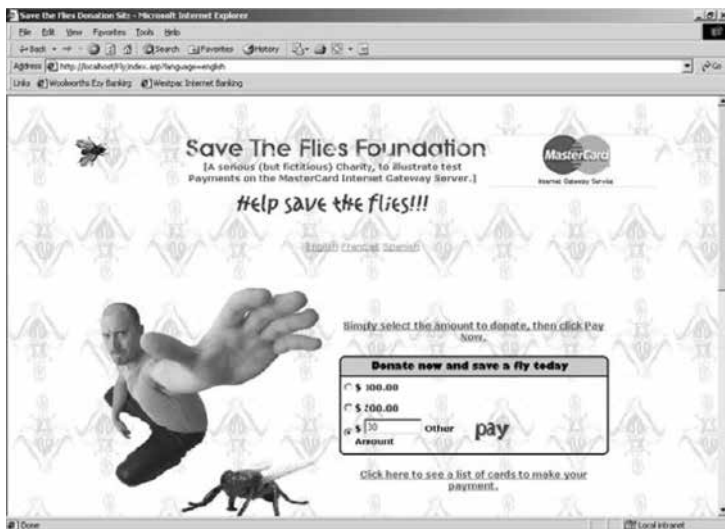 Save the Flies Donation Site - Microsoft Internet Explorer
File Edit View Favorites Tools Help
Back Search Favorites History
Address http://localhost/Fly/index.asp?language=english Go
Links Woolworths Ezy Banking Westpac Internet Banking
Save The Flies Foundation
[A serious (but fictitious) Charity, to illustrate test
Payments on the MasterCard Internet Gateway Server.]
MasterCard
Internet Gateway Service
Help save the flies!!!
English Francais Spanish
Simply select the amount to donate, then click Pay
Now.
Donate now and save a fly today
$ 100.00
$ 200.00
$ 30 Other
Amount
pay
Click here to see a list of cards to make your
payment.
Done Local intranet